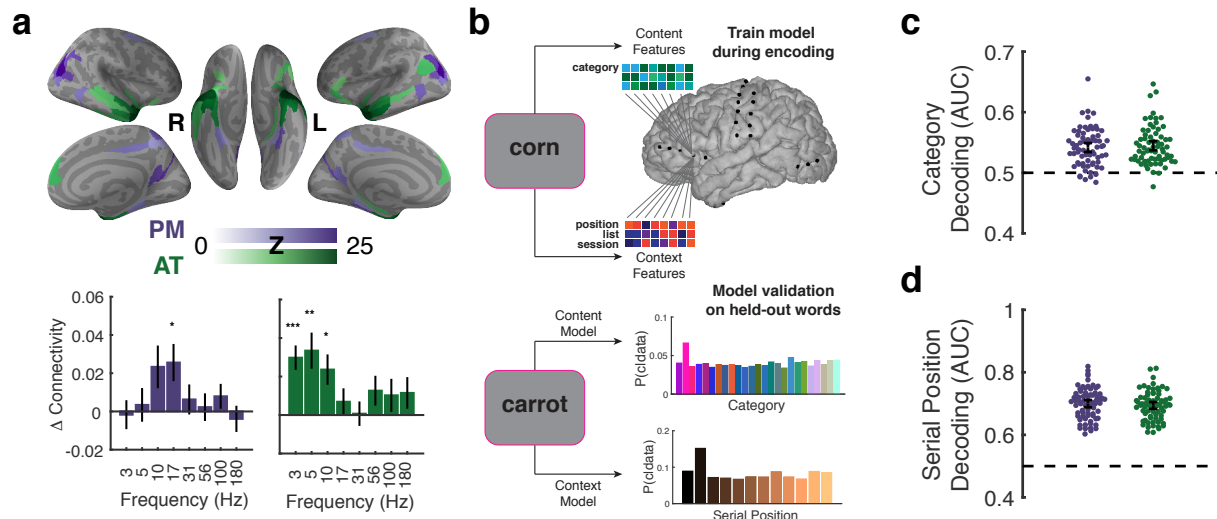 a
R
L
PM
AT
0
Z
25
Δ Connectivity
0.06
0.04
0.02
0
-0.02
*
***
**
*
3
5
10
17
31
56
100
180
3
5
10
17
31
56
100
180
Frequency (Hz)
Frequency (Hz)
b
Content
Features
Train model
during encoding
category
corn
position
list
session
Context
Features
Model validation
on held-out words
Content
Model
P(c|data)
0.1
0.05
0
Category
carrot
Context
Model
P(c|data)
0.2
0.1
0
Serial Position
c
Category
Decoding (AUC)
0.7
0.6
0.5
0.4
d
Serial Position
Decoding (AUC)
1
0.8
0.6
0.4